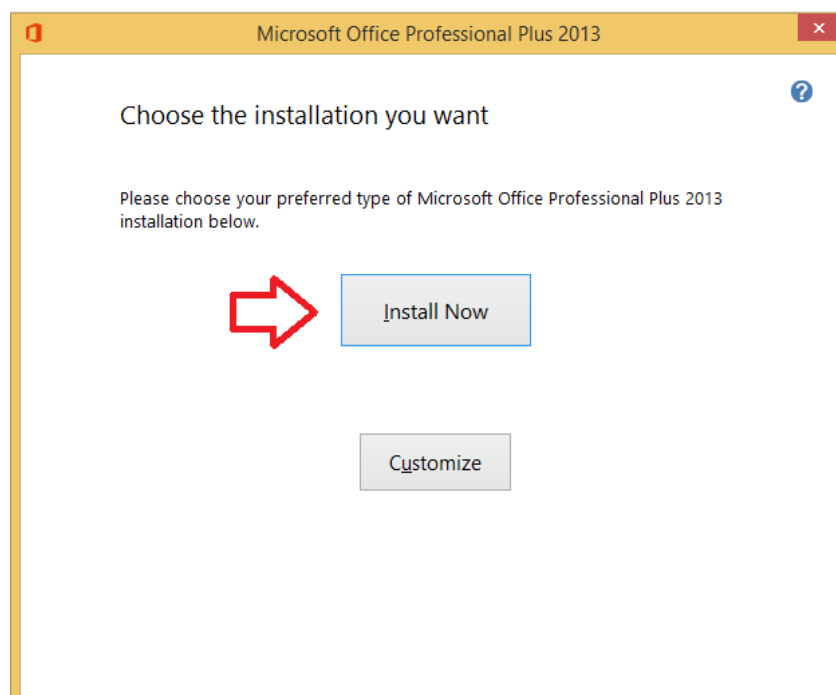 Microsoft Office Professional Plus 2013
Choose the installation you want
Please choose your preferred type of Microsoft Office Professional Plus 2013
installation below.
Install Now
Customize